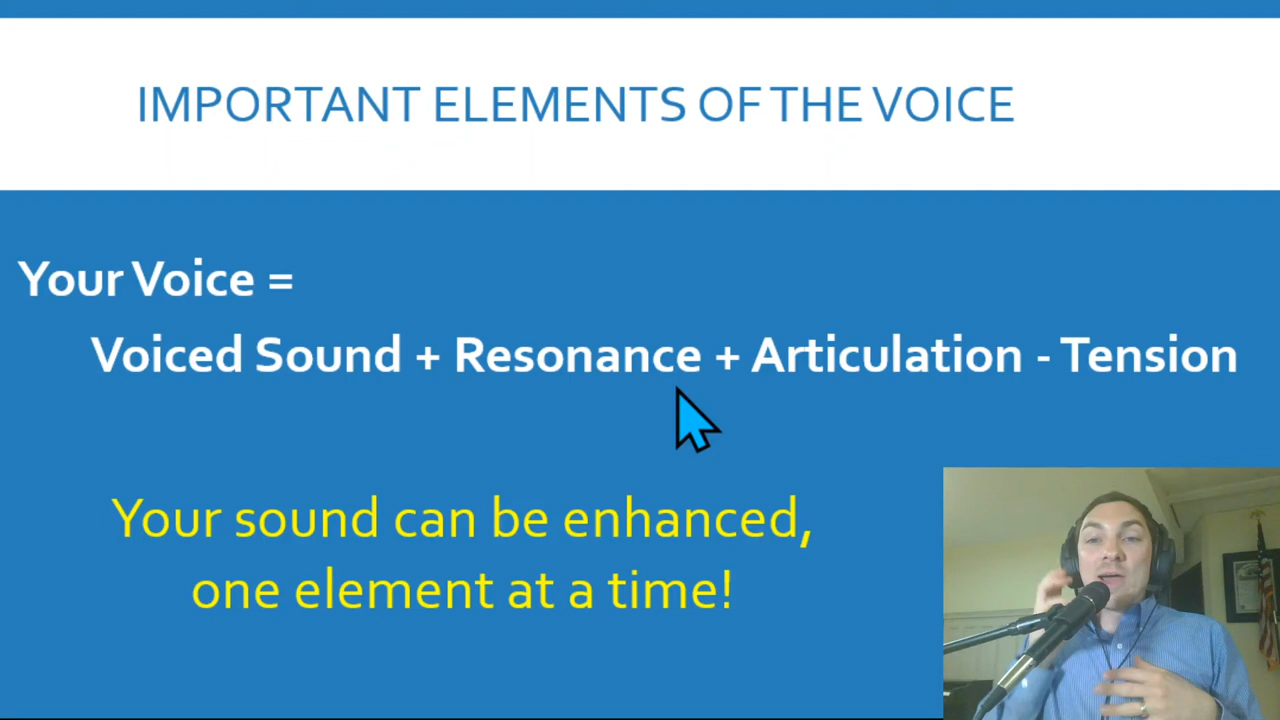 IMPORTANT ELEMENTS OF THE VOICE
Your Voice =
Voiced Sound + Resonance + Articulation - Tension
Your sound can be enhanced,
one element at a time!